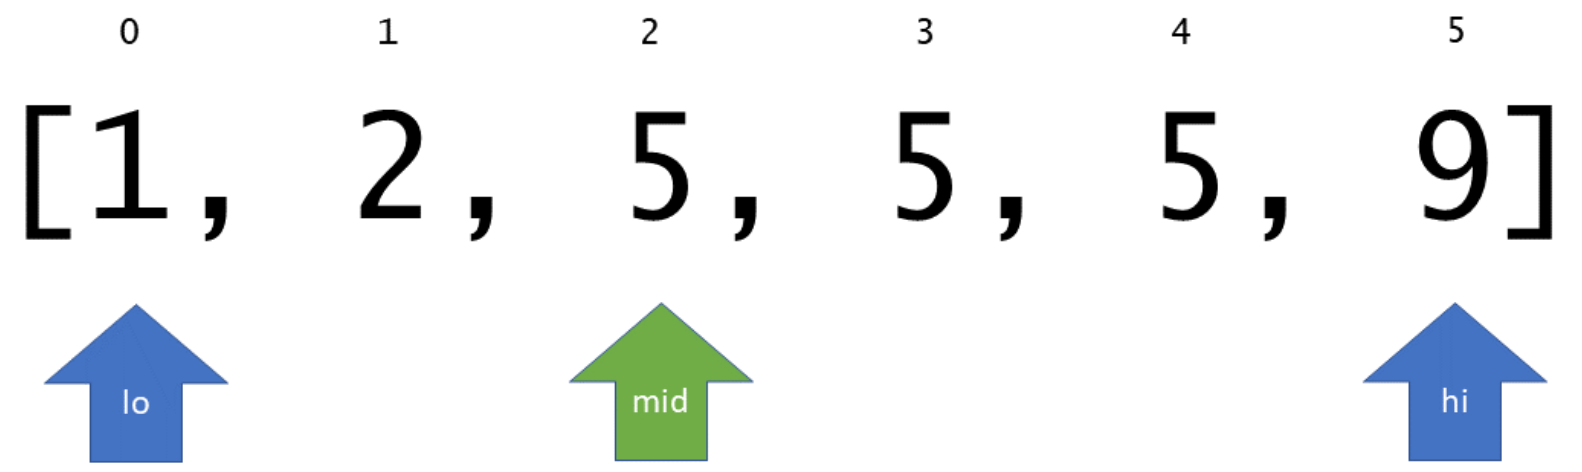 0 1 2 3 4 5
[1, 2, 5, 5, 5, 9]
lo mid hi